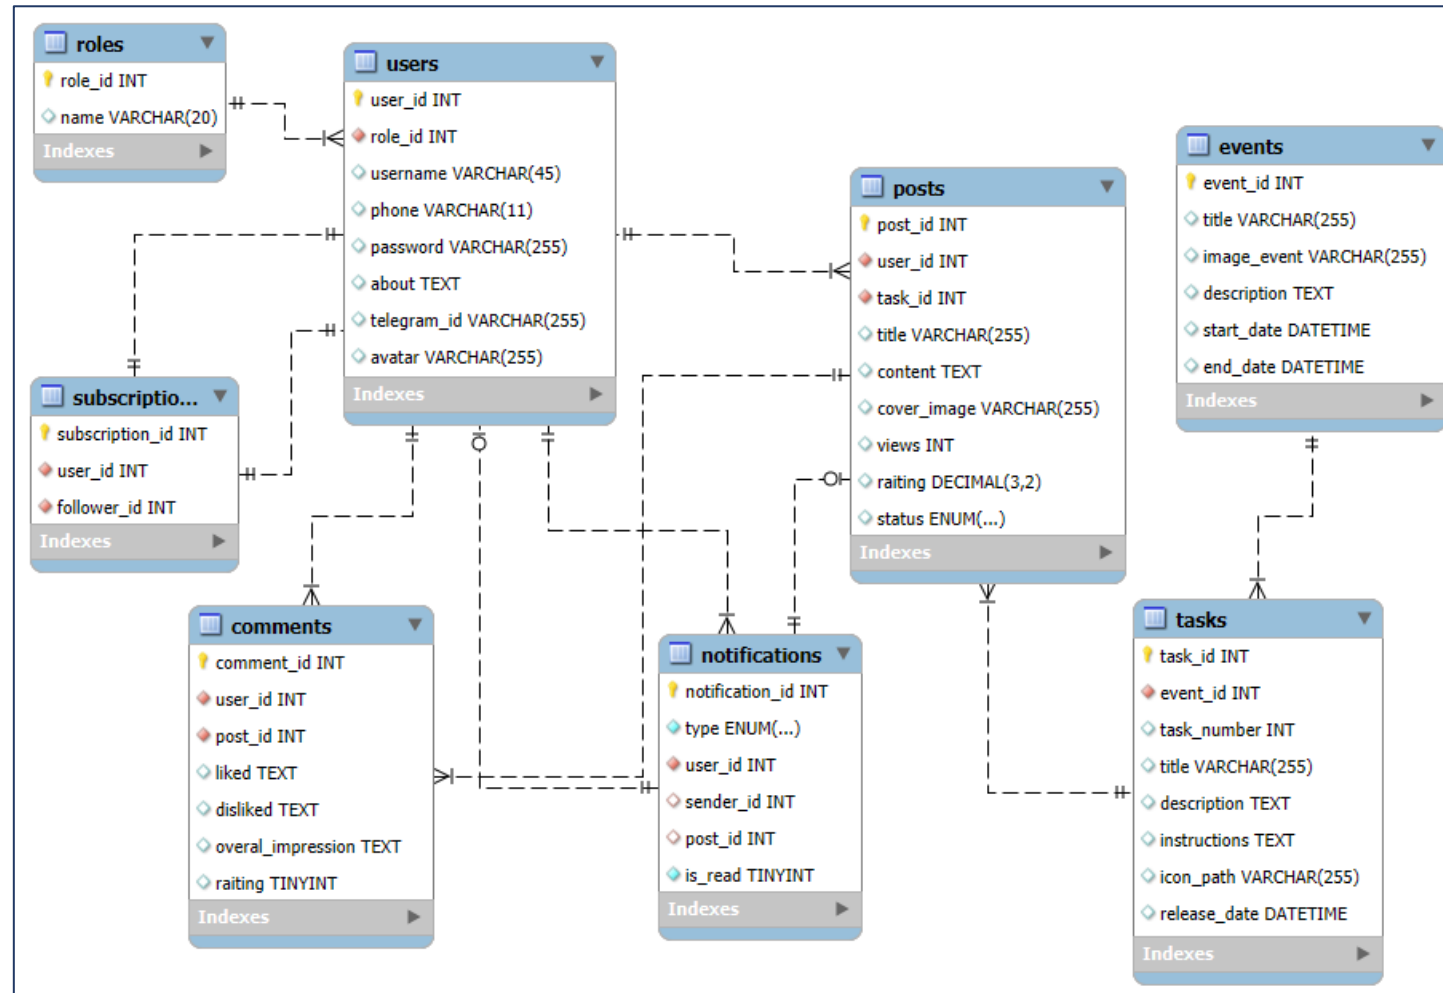 roles
role_id INT
name VARCHAR(20)
Indexes
users
user_id INT
role_id INT
username VARCHAR(45)
phone VARCHAR(11)
password VARCHAR(255)
about TEXT
telegram_id VARCHAR(255)
avatar VARCHAR(255)
Indexes
subscriptio...
subscription_id INT
user_id INT
follower_id INT
Indexes
posts
post_id INT
user_id INT
task_id INT
title VARCHAR(255)
content TEXT
cover_image VARCHAR(255)
views INT
raiting DECIMAL(3,2)
status ENUM(...)
Indexes
events
event_id INT
title VARCHAR(255)
image_event VARCHAR(255)
description TEXT
start_date DATETIME
end_date DATETIME
Indexes
comments
comment_id INT
user_id INT
post_id INT
liked TEXT
disliked TEXT
overal_impression TEXT
raiting TINYINT
Indexes
notifications
notification_id INT
type ENUM(...)
user_id INT
sender_id INT
post_id INT
is_read TINYINT
Indexes
tasks
task_id INT
event_id INT
task_number INT
title VARCHAR(255)
description TEXT
instructions TEXT
icon_path VARCHAR(255)
release_date DATETIME
Indexes